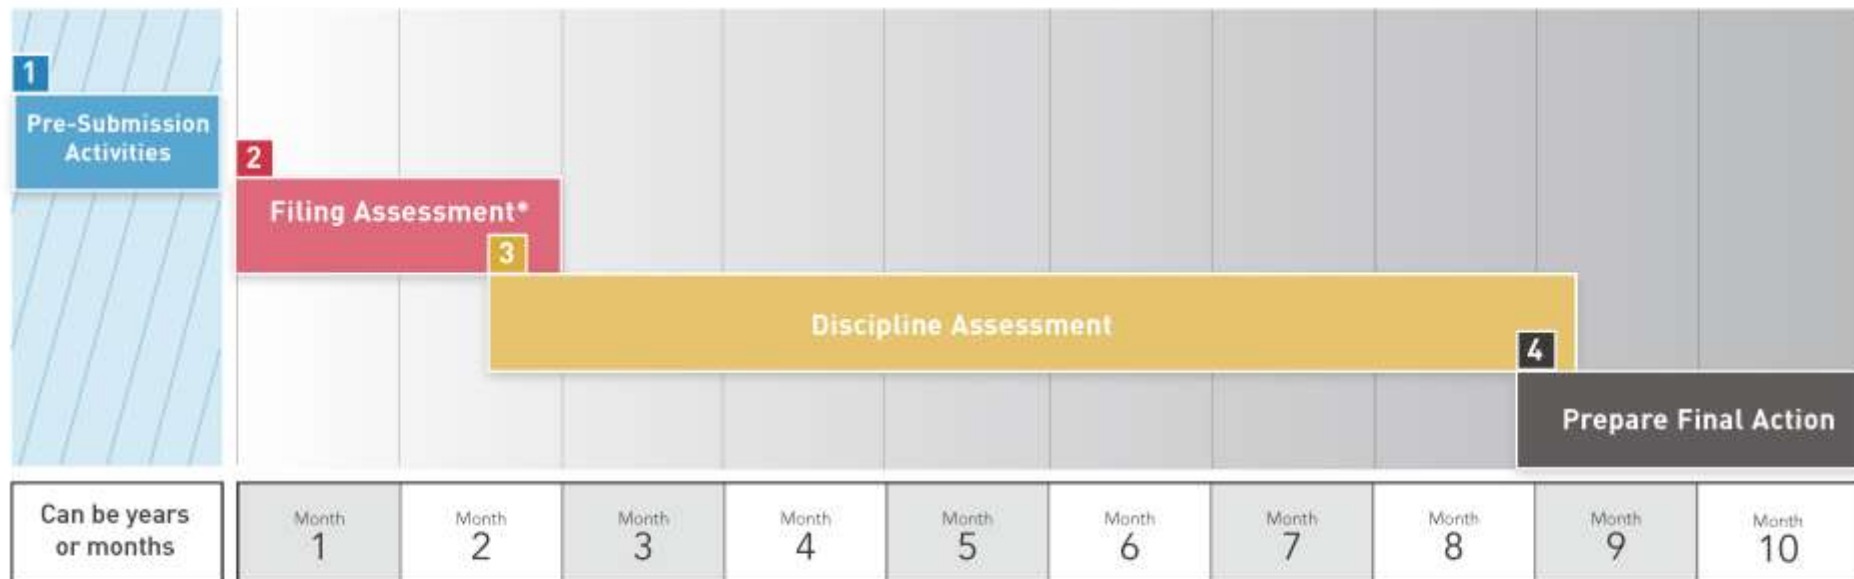 1
Pre-Submission
Activities
2
Filing Assessment*
3
Discipline Assessment
4
Prepare Final Action
Can be years
or months
Month
1
Month
2
Month
3
Month
4
Month
5
Month
6
Month
7
Month
8
Month
9
Month
10